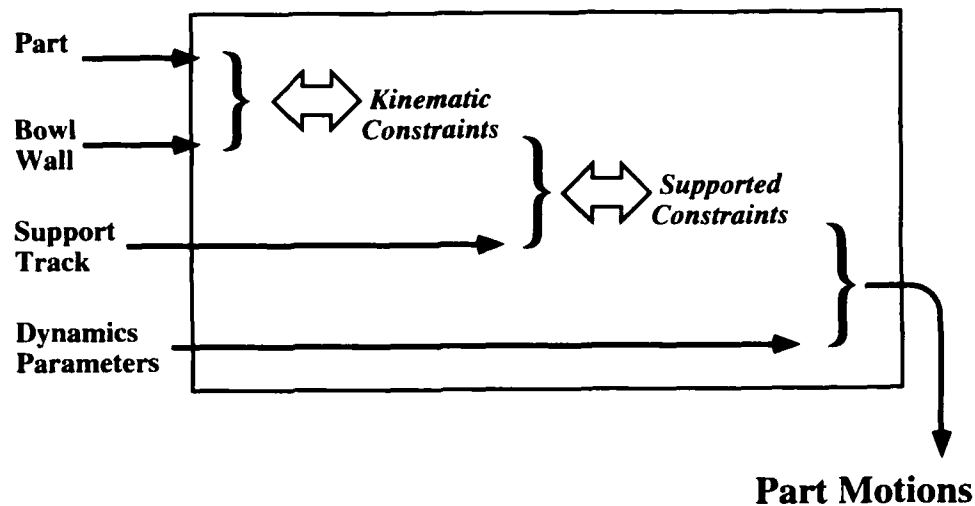 Part
Bowl
Wall
Kinematic
Constraints
Supported
Constraints
Support
Track
Dynamics
Parameters
Part Motions